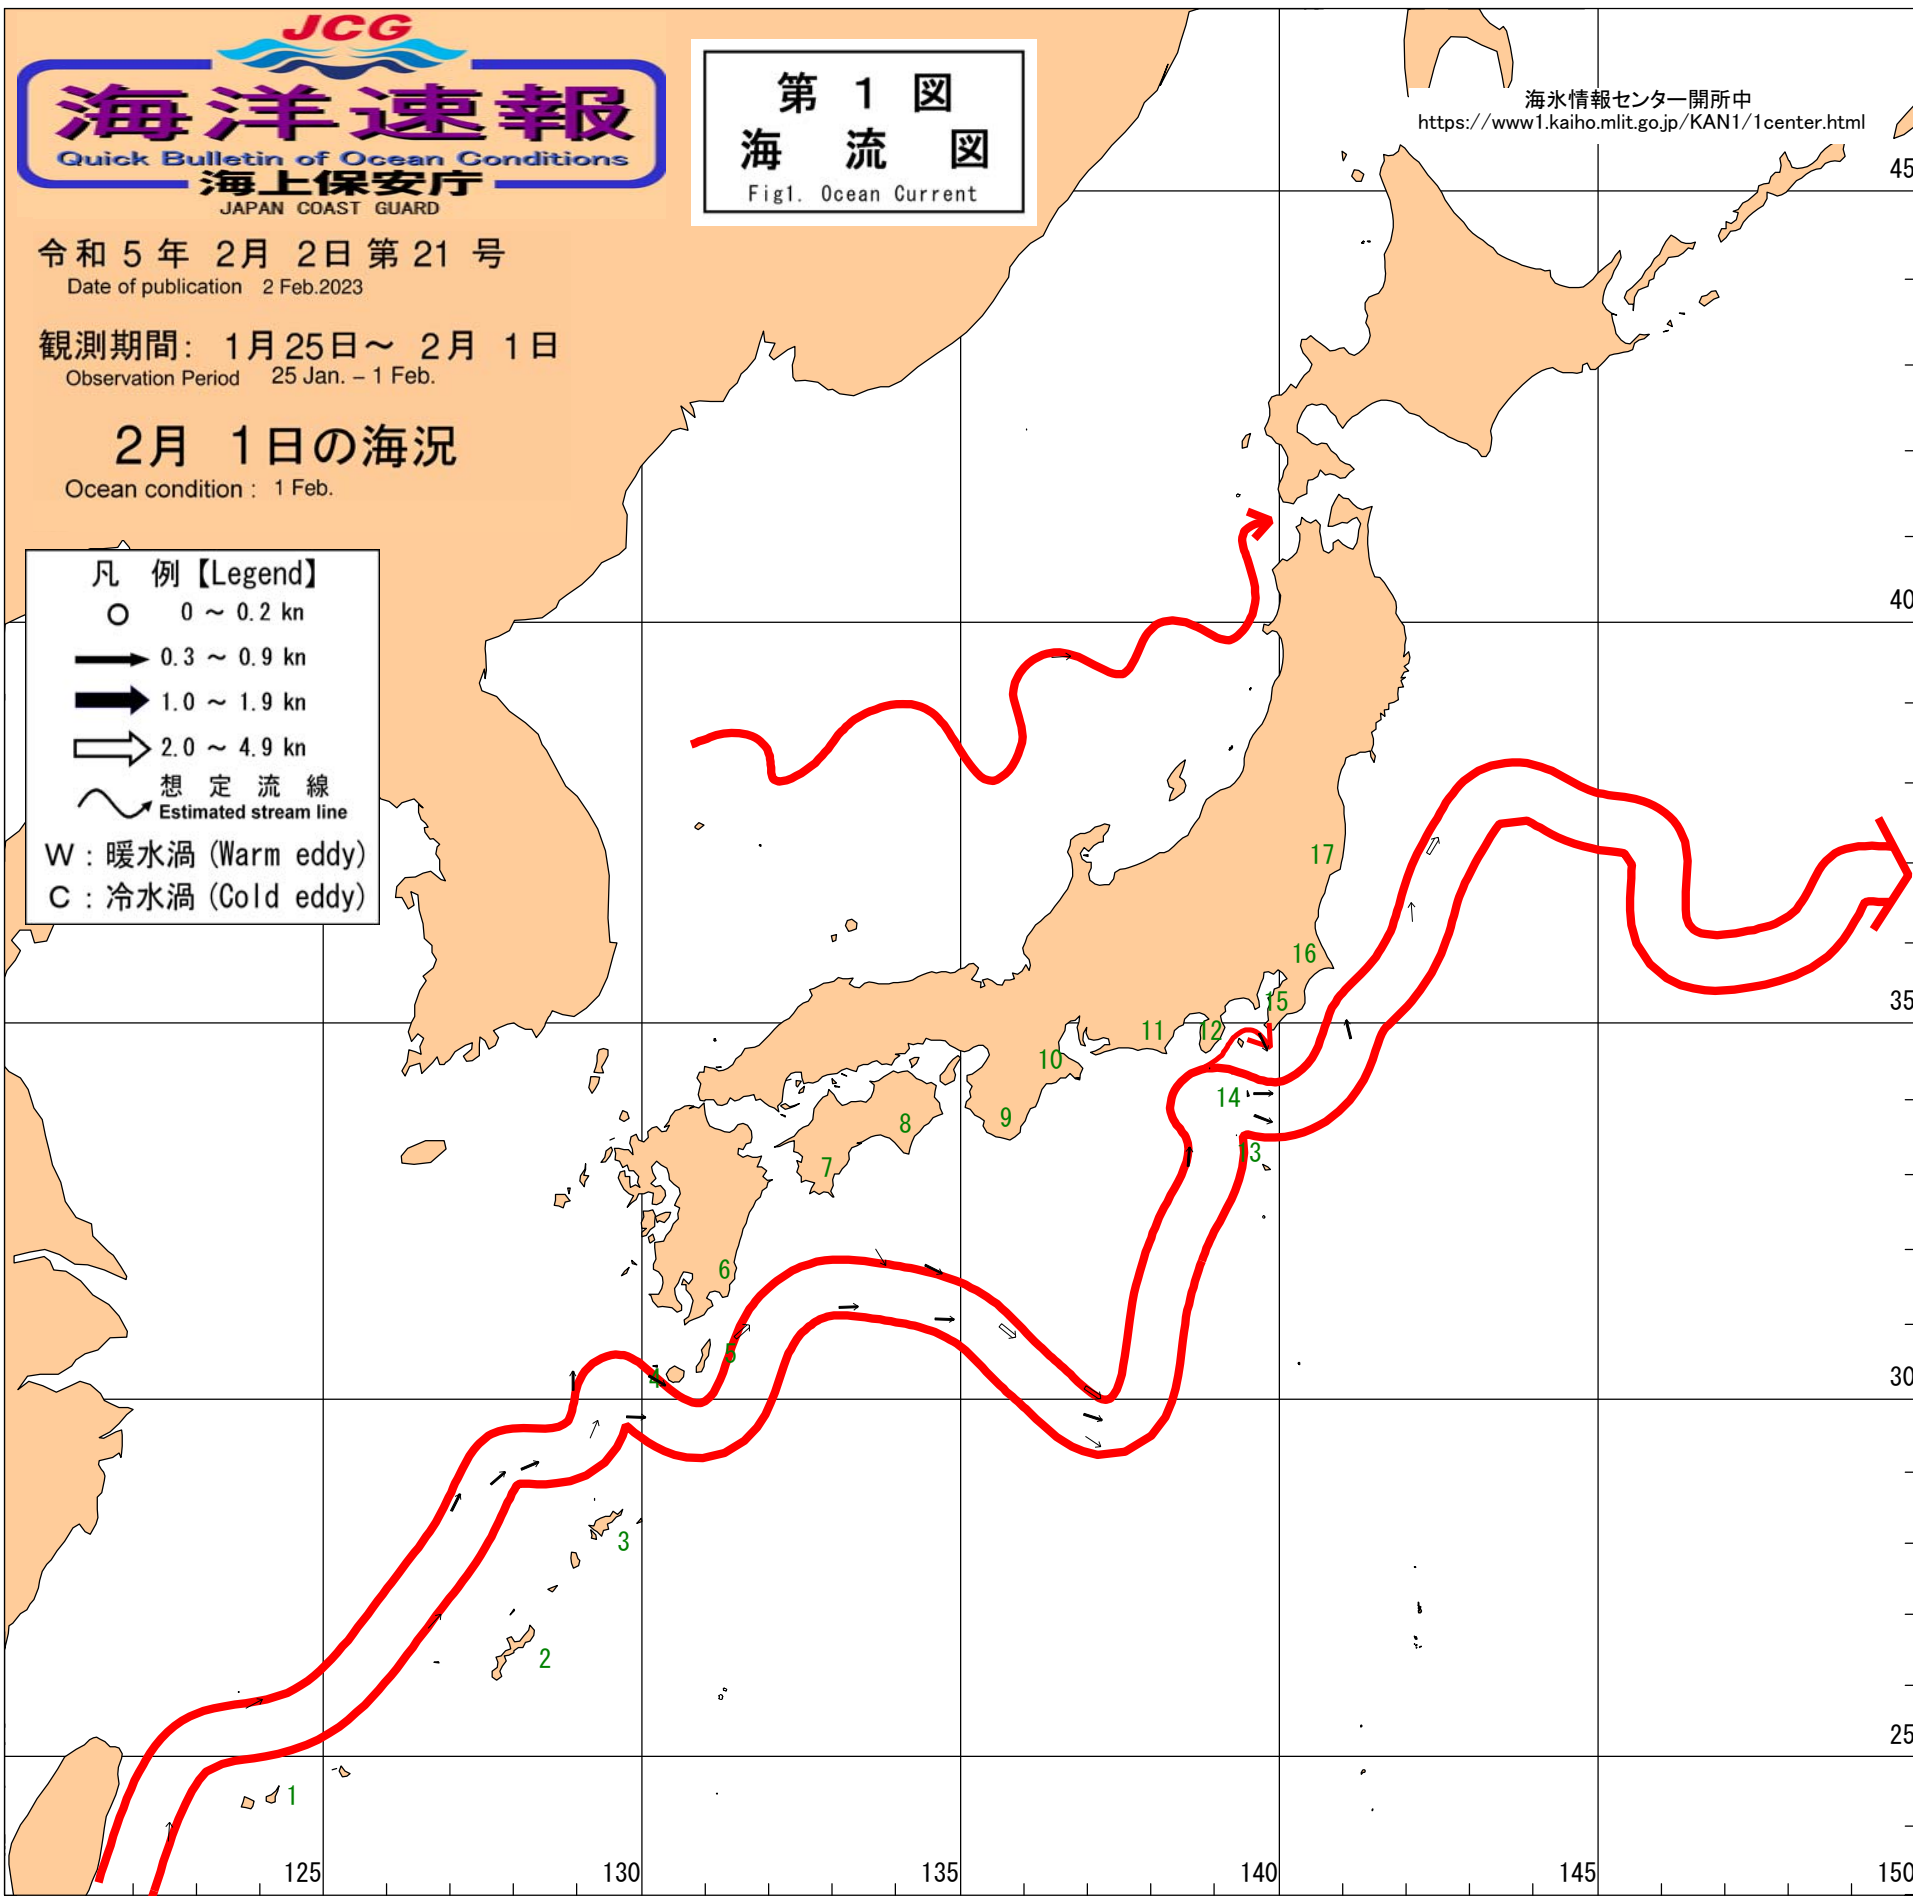 JCG
海洋速報
Quick Bulletin of Ocean Conditions
海上保安庁
JAPAN COAST GUARD
第 1 図
海 流 図
Fig1. Ocean Current
海氷情報センター開所中
https://www1.kaiho.mlit.go.jp/KAN1/1center.html
令和 5 年 2月 2日 第 21 号
Date of publication 2 Feb.2023
観測期間: 1月 25日～ 2月 1日
Observation Period 25 Jan. – 1 Feb.
2月 1日の海況
Ocean condition : 1 Feb.
凡 例【Legend】
0 ～ 0.2 kn
0.3 ～ 0.9 kn
1.0 ～ 1.9 kn
2.0 ～ 4.9 kn
想 定 流 線
Estimated stream line
W : 暖水渦 (Warm eddy)
C : 冷水渦 (Cold eddy)
45
40
35
30
25
17
16
15
14
13
12
11
10
9
8
7
6
5
4
3
2
1
125
130
135
140
145
150